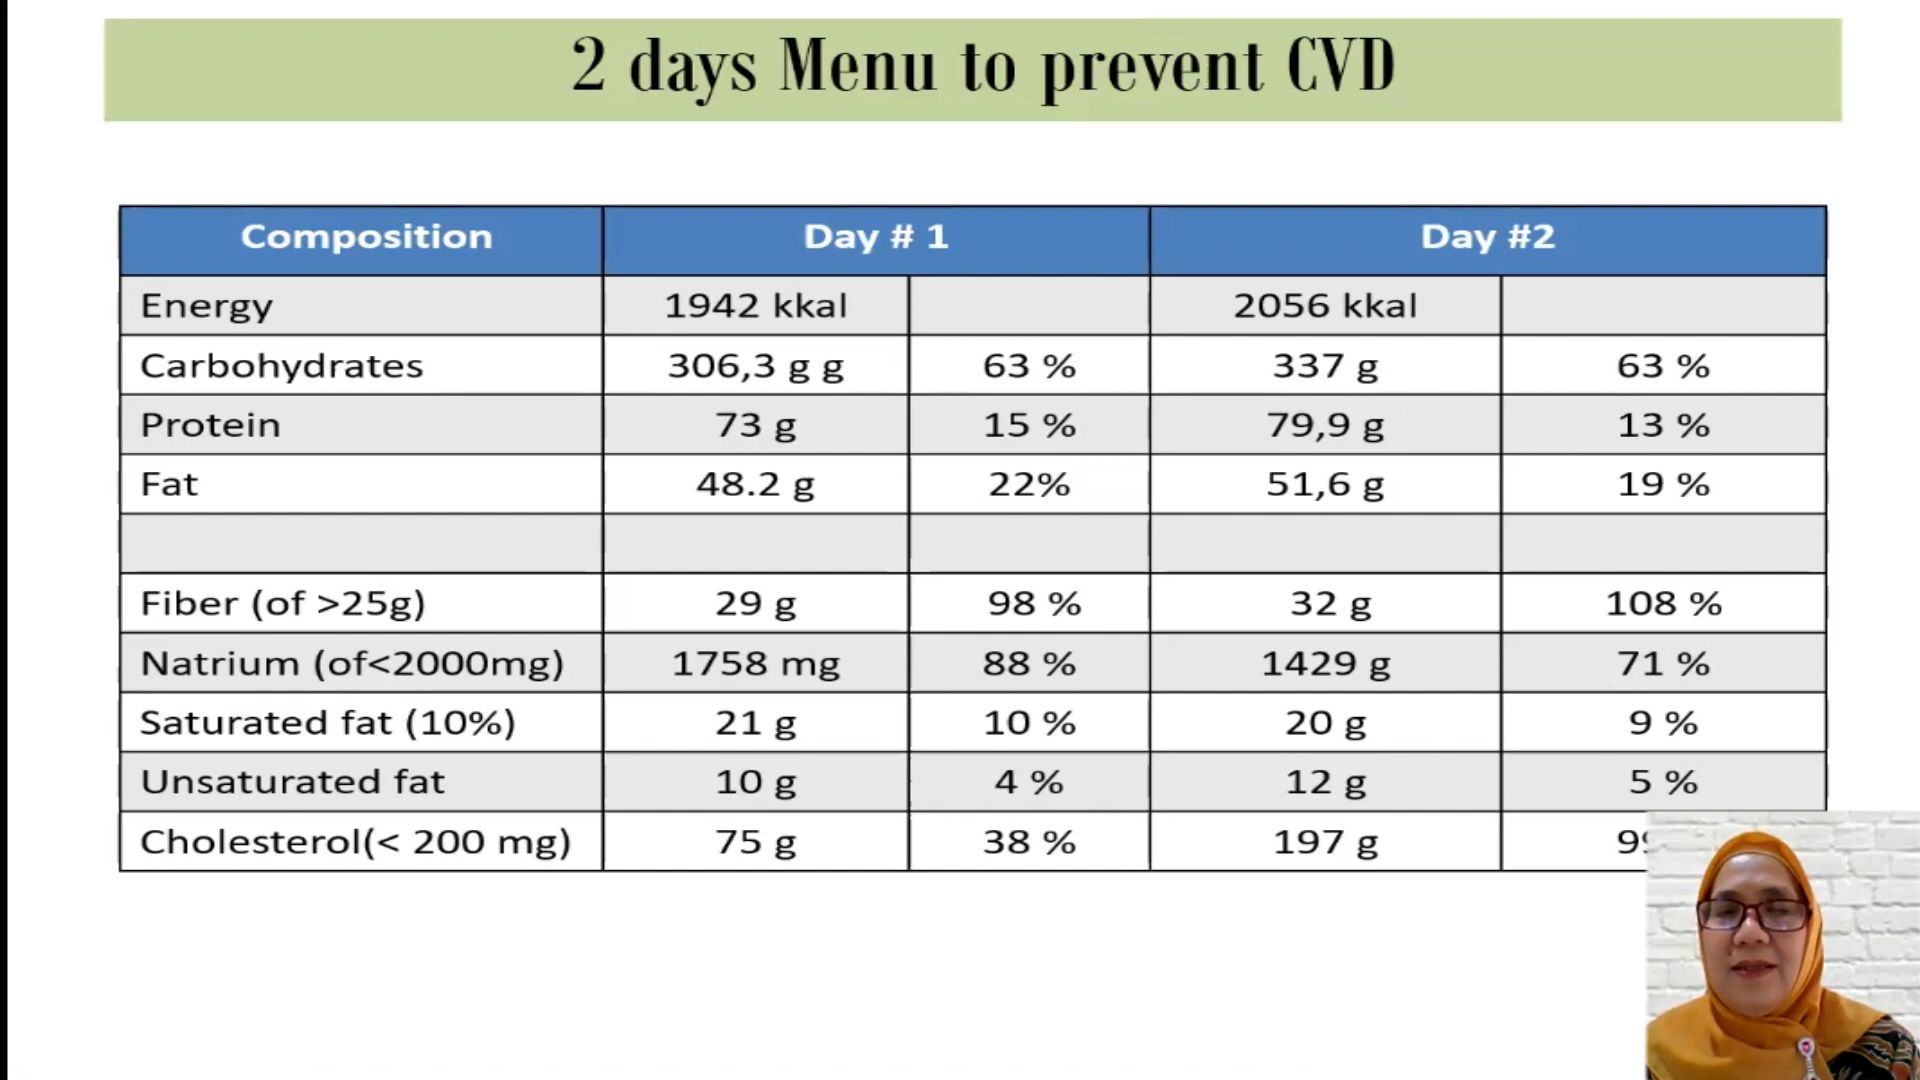 2 days Menu to prevent CVD
Composition Day # 1 Day #2
Energy 1942 kkal 2056 kkal
Carbohydrates 306,3 g g 63 % 337 g 63 %
Protein 73 g 15 % 79,9 g 13 %
Fat 48.2 g 22% 51,6 g 19 %
Fiber (of >25g) 29 g 98 % 32 g 108 %
Natrium (of<2000mg) 1758 mg 88 % 1429 g 71 %
Saturated fat (10%) 21 g 10 % 20 g 9 %
Unsaturated fat 10 g 4 % 12 g 5 %
Cholesterol(< 200 mg) 75 g 38 % 197 g